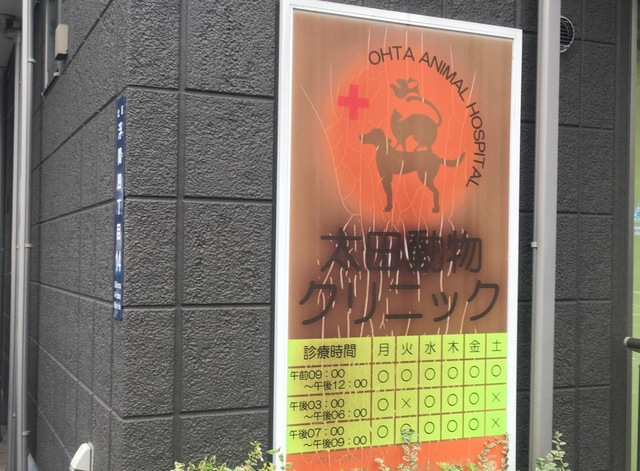 OHTA ANIMAL HOSPITAL
太田動物
クリニック
診療時間 月 火 水 木 金 土
午前09：00
～午後12：00 ○ ○ ○ ○ ○ ○
午後03：00
～午後06：00 ○ × ○ ○ ○ ×
午後07：00
～午後09：00 ○ ○ ○ ○ ○ ×